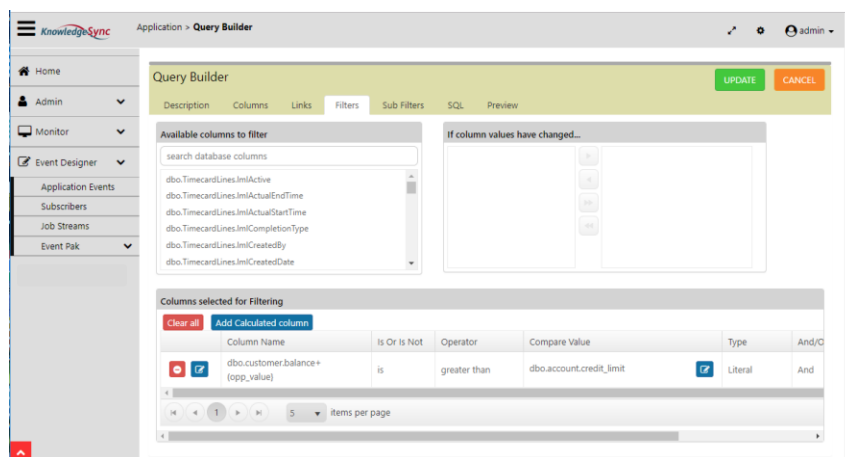 KnowledgeSync
Application > Query Builder
admin
Home
Admin
Monitor
Event Designer
Application Events
Subscribers
Job Streams
Event Pak
Query Builder
UPDATE
CANCEL
Description Columns Links Filters Sub Filters SQL Preview
Available columns to filter
search database columns
dbo.TimecardLines.lmlActive
dbo.TimecardLines.lmlActualEndTime
dbo.TimecardLines.lmlActualStartTime
dbo.TimecardLines.lmlCompletionType
dbo.TimecardLines.lmlCreatedBy
dbo.TimecardLines.lmlCreatedDate
If column values have changed...
Columns selected for Filtering
Clear all Add Calculated column
Column Name Is Or Is Not Operator Compare Value Type And/O
dbo.customer.balance+
{opp_value} is greater than dbo.account.credit_limit Literal And
1 5 items per page